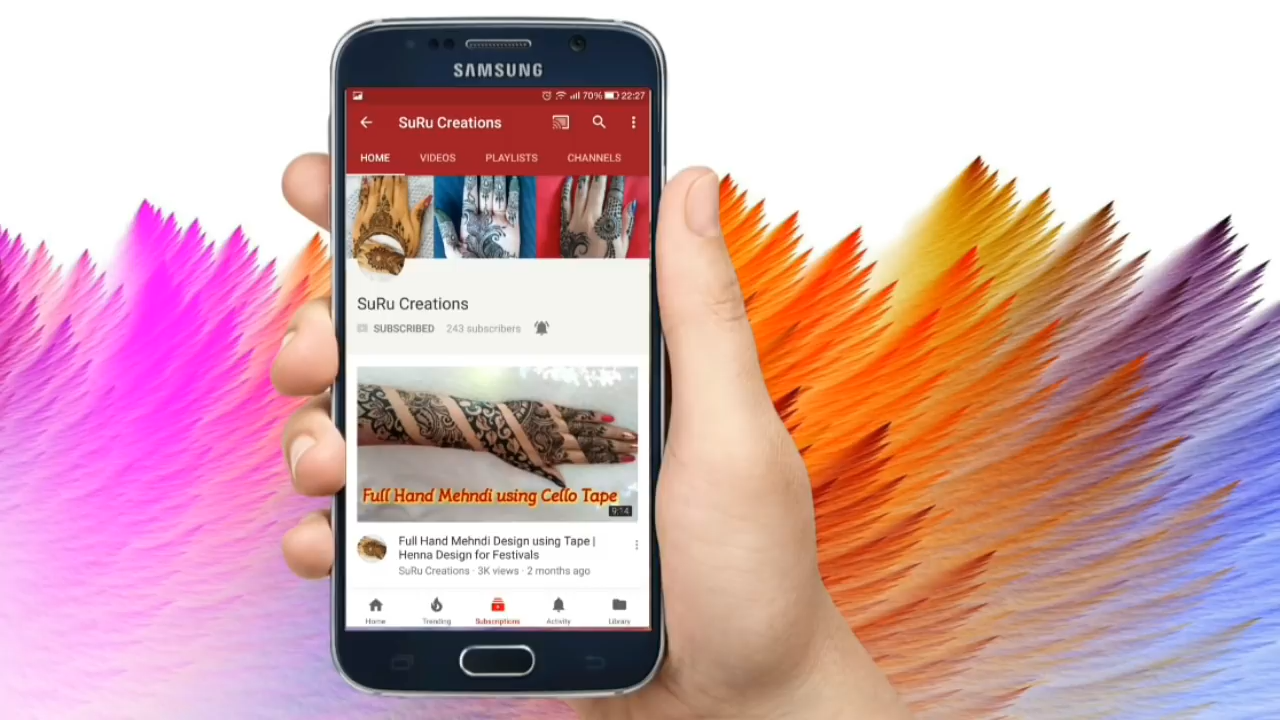 SAMSUNG
70% 22:27
SuRu Creations
HOME VIDEOS PLAYLISTS CHANNELS
SuRu Creations
SUBSCRIBED 243 subscribers
Full Hand Mehndi using Cello Tape
9:14
Full Hand Mehndi Design using Tape |
Henna Design for Festivals
SuRu Creations · 3K views · 2 months ago
Home Trending Subscriptions Activity Library